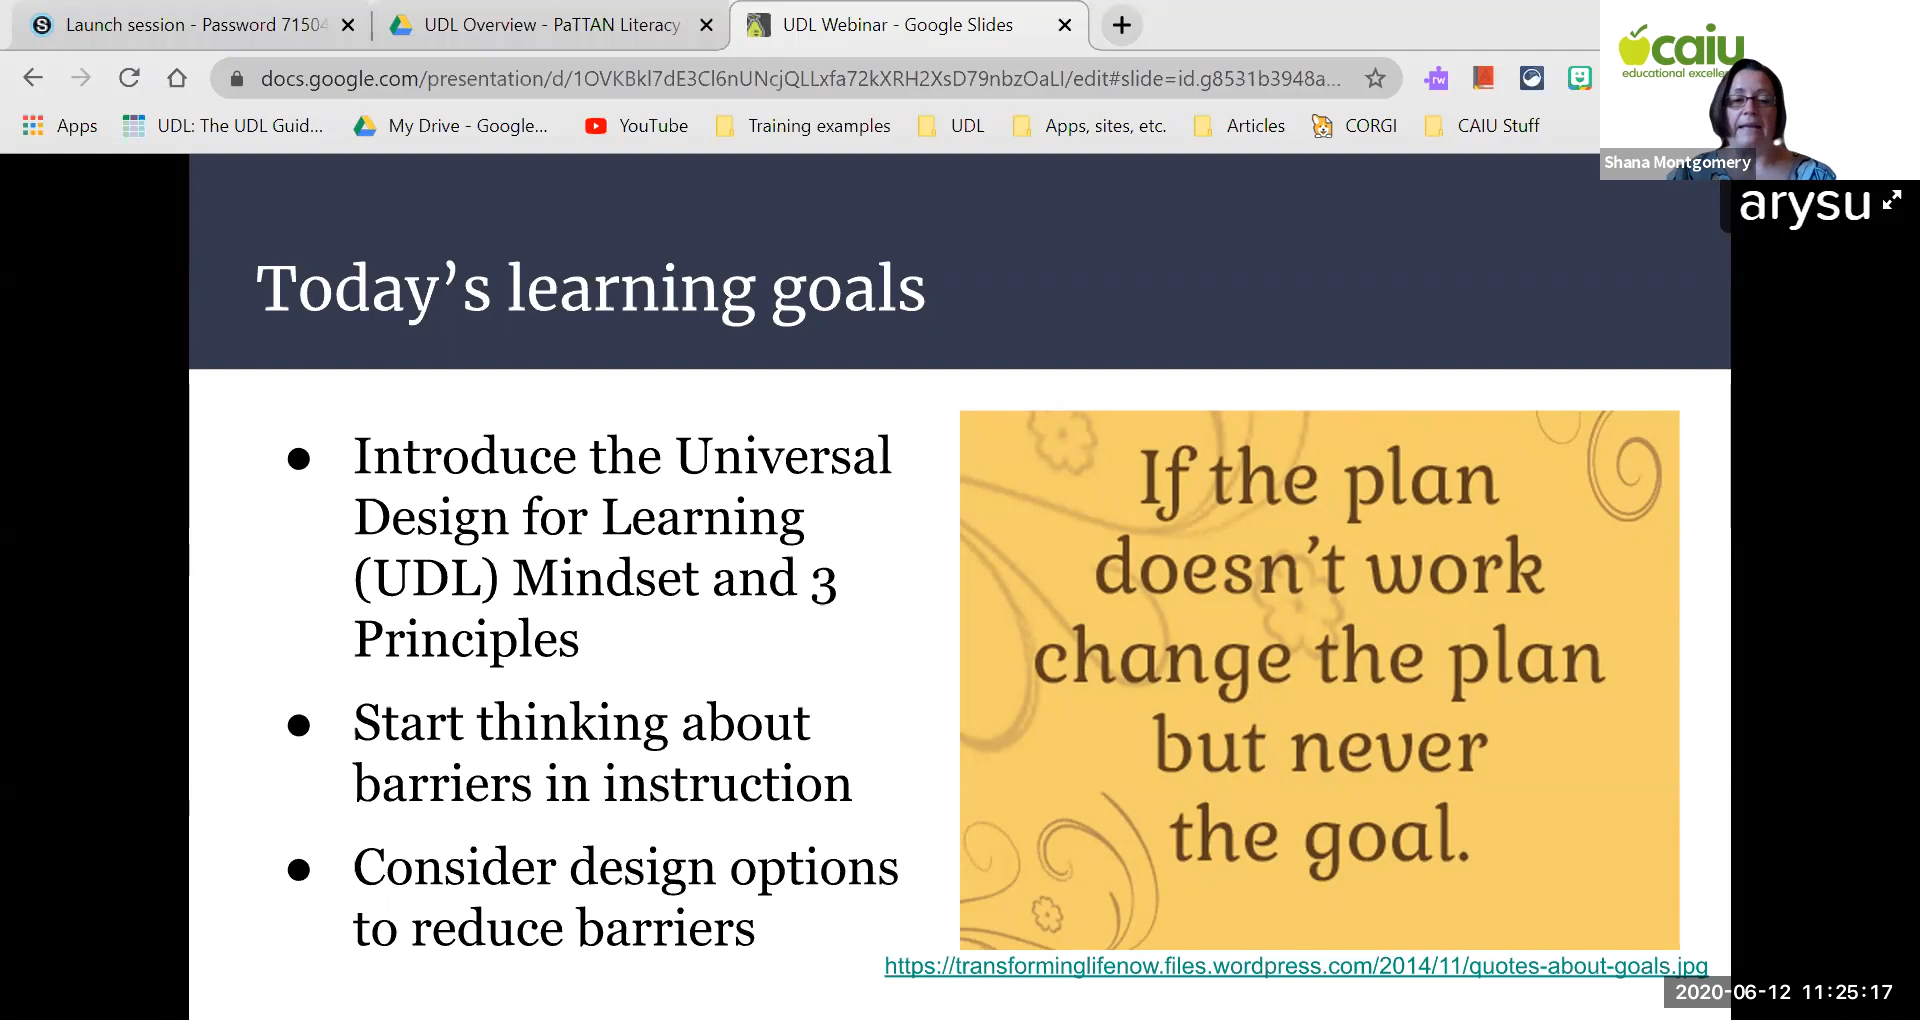 Launch session - Password 7150
UDL Overview - PaTTAN Literacy
UDL Webinar - Google Slides
caiu
educational excelle
docs.google.com/presentation/d/1OVKBkl7dE3Cl6nUNcjQLLxfa72kXRH2XsD79nbzOaLI/edit#slide=id.g8531b3948a...
rw
Apps
UDL: The UDL Guid...
My Drive - Google...
YouTube
Training examples
UDL
Apps, sites, etc.
Articles
CORGI
CAIU Stuff
Shana Montgomery
arysu
Today's learning goals
● Introduce the Universal
Design for Learning
(UDL) Mindset and 3
Principles
● Start thinking about
barriers in instruction
● Consider design options
to reduce barriers
If the plan
doesn't work
change the plan
but never
the goal.
https://transforminglifenow.files.wordpress.com/2014/11/quotes-about-goals.jpg
2020-06-12 11:25:17